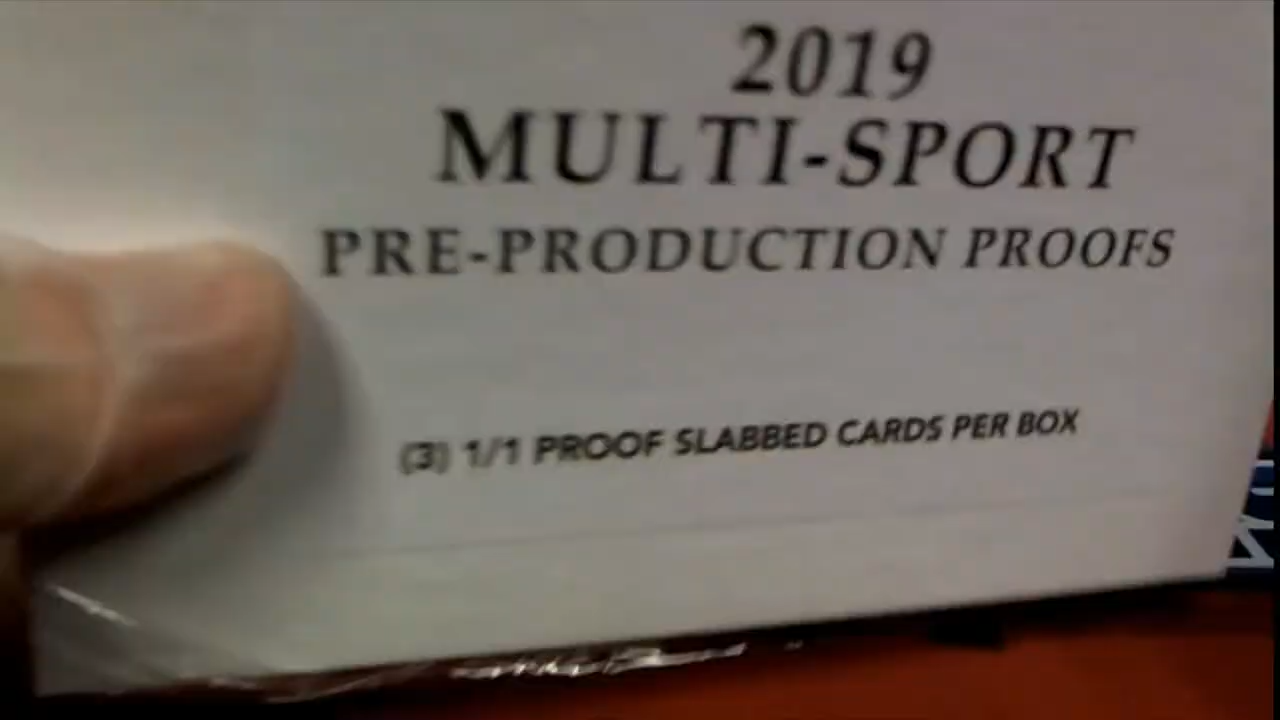 2019
MULTI-SPORT
PRE-PRODUCTION PROOFS
(3) 1/1 PROOF SLABBED CARDS PER BOX